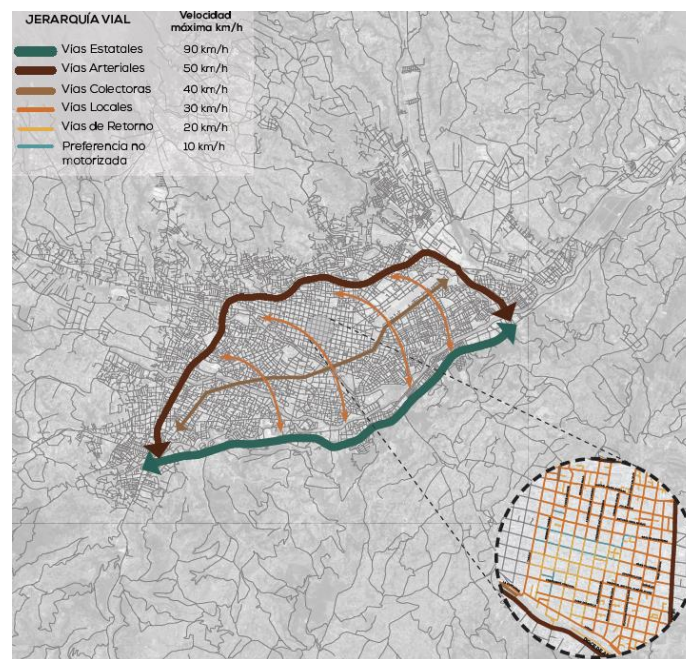 JERARQUÍA VIAL
Velocidad
máxima km/h
Vías Estatales 90 km/h
Vías Arteriales 50 km/h
Vías Colectoras 40 km/h
Vías Locales 30 km/h
Vías de Retorno 20 km/h
Preferencia no 10 km/h
motorizada